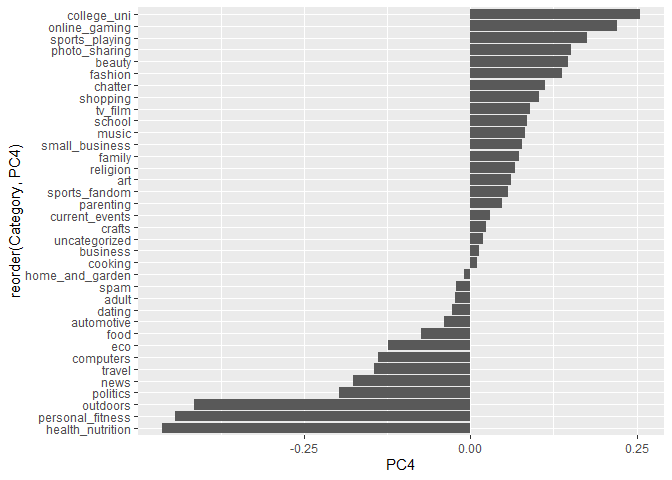 college_uni
online_gaming
sports_playing
photo_sharing
beauty
fashion
chatter
shopping
tv_film
school
music
small_business
family
religion
art
sports_fandom
parenting
current_events
crafts
uncategorized
business
cooking
home_and_garden
spam
adult
dating
automotive
food
eco
computers
travel
news
politics
outdoors
personal_fitness
health_nutrition
reorder(Category, PC4)
-0.25 0.00 0.25
PC4